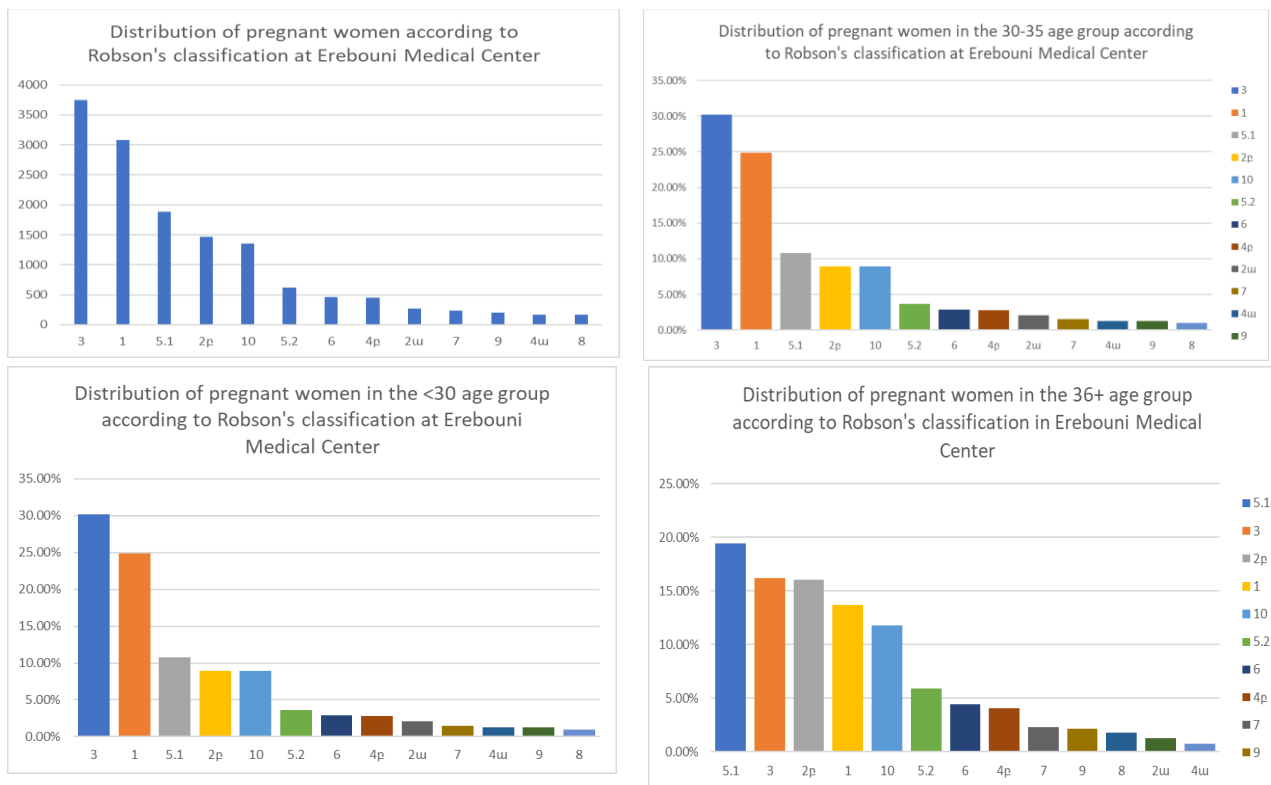 Distribution of pregnant women according to
Robson's classification at Erebouni Medical Center
4000
3500
3000
2500
2000
1500
1000
500
0
3 1 5.1 2բ 10 5.2 6 4բ 2ա 7 9 4ա 8
Distribution of pregnant women in the 30-35 age group according
to Robson's classification at Erebouni Medical Center
35.00%
30.00%
25.00%
20.00%
15.00%
10.00%
5.00%
0.00%
3 1 5.1 2բ 10 5.2 6 4բ 2ա 7 4ա 9 8
3
1
5.1
2բ
10
5.2
6
4բ
2ա
7
4ա
9
Distribution of pregnant women in the <30 age group
according to Robson's classification at Erebouni
Medical Center
35.00%
30.00%
25.00%
20.00%
15.00%
10.00%
5.00%
0.00%
3 1 5.1 2բ 10 5.2 6 4բ 2ա 7 4ա 9 8
Distribution of pregnant women in the 36+ age group
according to Robson's classification in Erebouni Medical
Center
25.00%
20.00%
15.00%
10.00%
5.00%
0.00%
5.1 3 2բ 1 10 5.2 6 4բ 7 9 8 2ա 4ա
5.1
3
2բ
1
10
5.2
6
4բ
7
9